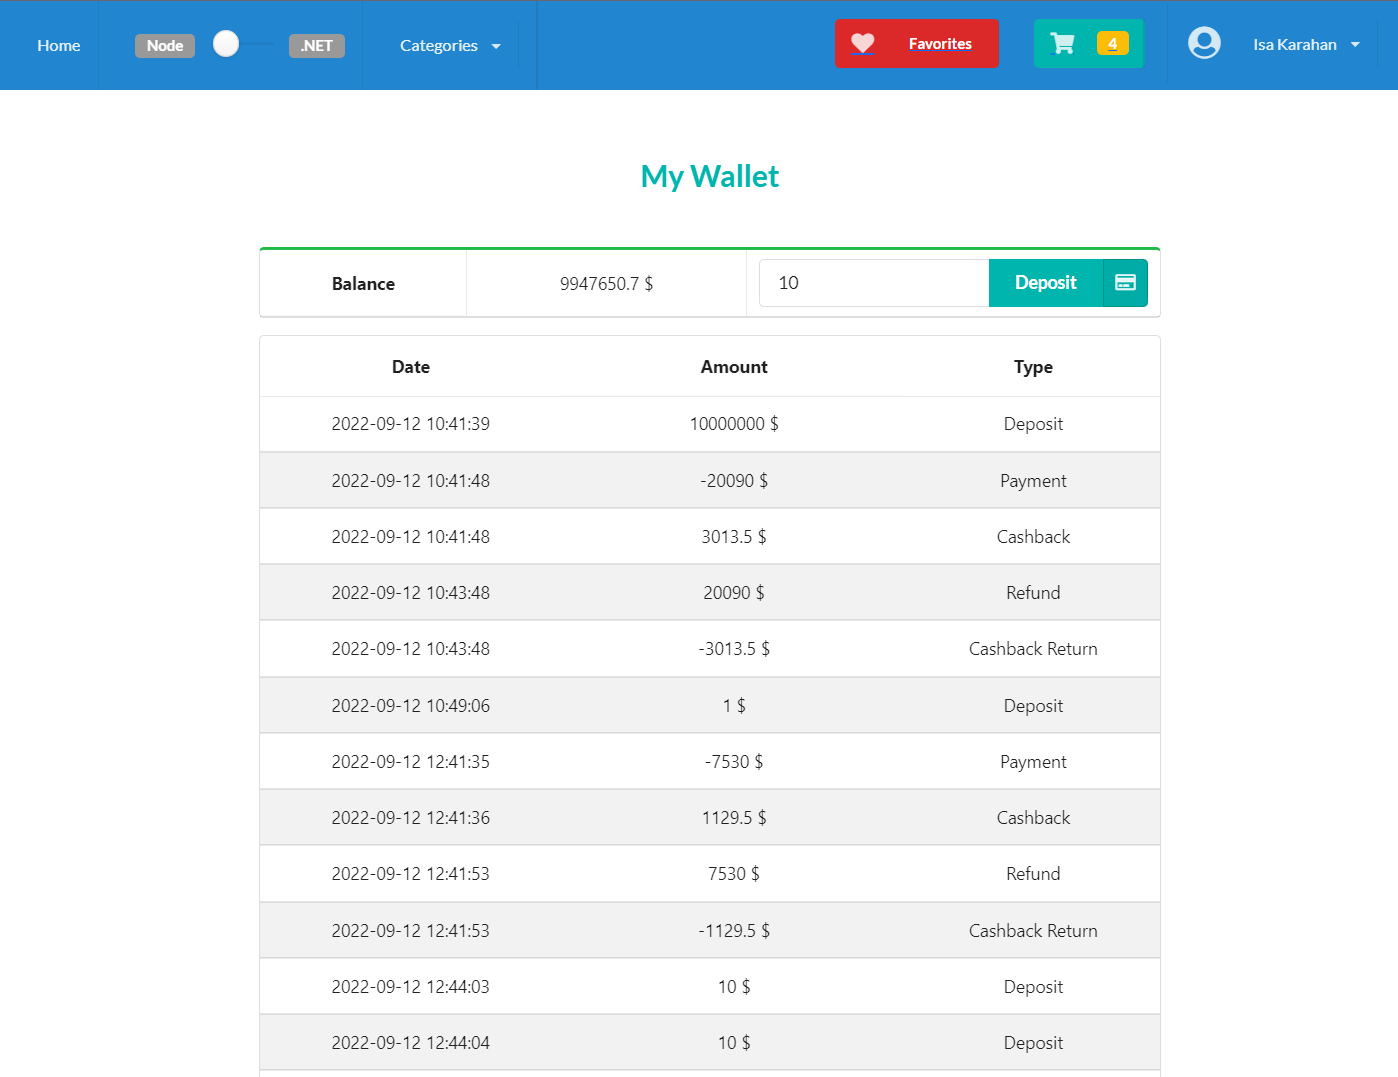 Home Node .NET Categories Favorites 4 Isa Karahan
My Wallet
Balance 9947650.7 $ 10 Deposit
Date Amount Type
2022-09-12 10:41:39 10000000 $ Deposit
2022-09-12 10:41:48 -20090 $ Payment
2022-09-12 10:41:48 3013.5 $ Cashback
2022-09-12 10:43:48 20090 $ Refund
2022-09-12 10:43:48 -3013.5 $ Cashback Return
2022-09-12 10:49:06 1 $ Deposit
2022-09-12 12:41:35 -7530 $ Payment
2022-09-12 12:41:36 1129.5 $ Cashback
2022-09-12 12:41:53 7530 $ Refund
2022-09-12 12:41:53 -1129.5 $ Cashback Return
2022-09-12 12:44:03 10 $ Deposit
2022-09-12 12:44:04 10 $ Deposit